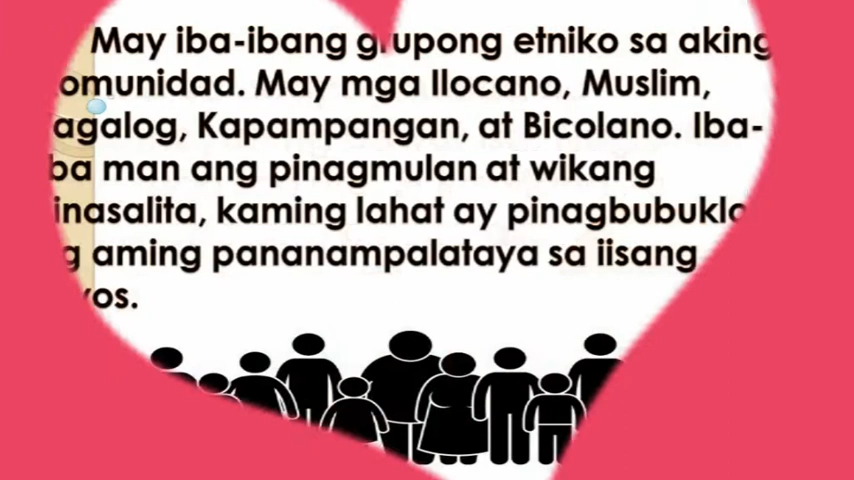 May iba-ibang grupong etniko sa aking
omunidad. May mga Ilocano, Muslim,
agalog, Kapampangan, at Bicolano. Iba-
ba man ang pinagmulan at wikang
inasalita, kaming lahat ay pinagbubuklo
g aming pananampalataya sa iisang
yos.